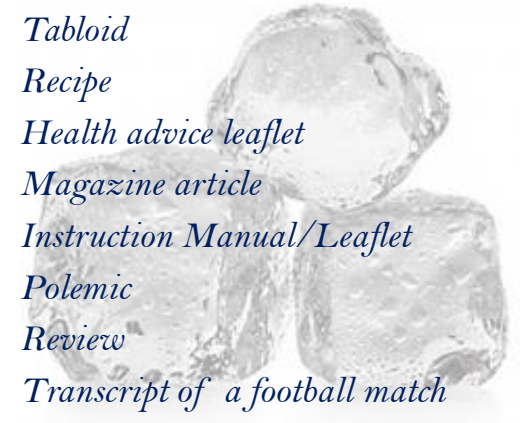 Tabloid
Recipe
Health advice leaflet
Magazine article
Instruction Manual/Leaflet
Polemic
Review
Transcript of a football match